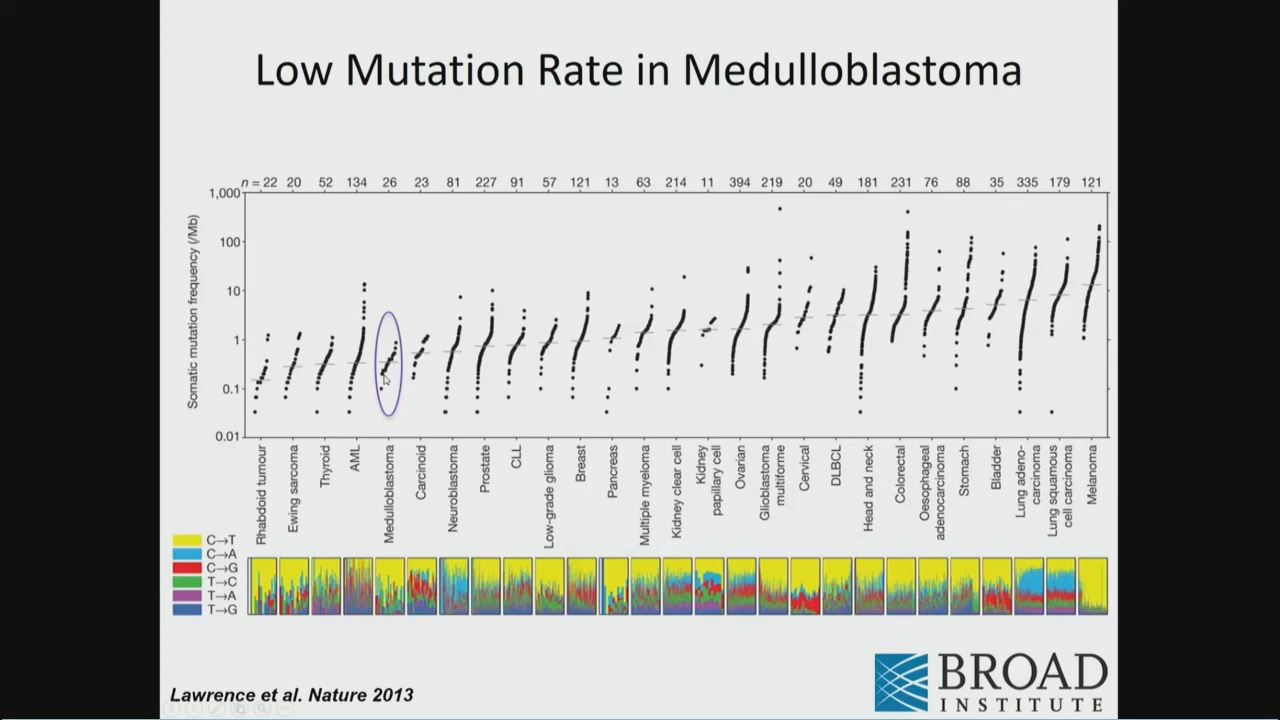 Low Mutation Rate in Medulloblastoma
n = 22 20 52 134 26 23 81 227 91 57 121 13 63 214 11 394 219 20 49 181 231 76 88 35 335 179 121
Somatic mutation frequency (/Mb)
1,000
100
10
1
0.1
0.01
Rhabdoid tumour
Ewing sarcoma
Thyroid
AML
Medulloblastoma
Carcinoid
Neuroblastoma
Prostate
CLL
Low-grade glioma
Breast
Pancreas
Multiple myeloma
Kidney clear cell
Kidney
papillary cell
Ovarian
Glioblastoma
multiforme
Cervical
DLBCL
Head and neck
Colorectal
Oesophageal
adenocarcinoma
Stomach
Bladder
Lung adeno-
carcinoma
Lung squamous
cell carcinoma
Melanoma
C→T
C→A
C→G
T→C
T→A
T→G
Lawrence et al. Nature 2013
BROAD
INSTITUTE